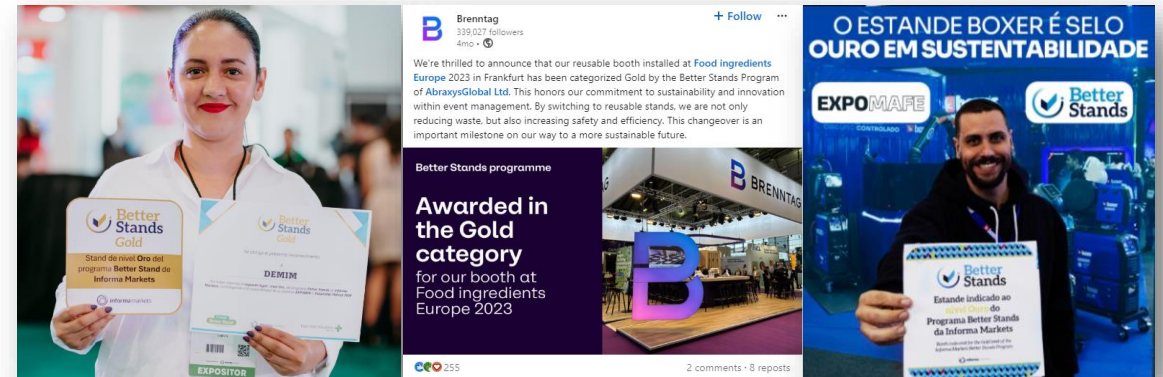 Better
Stands
Gold
Stand de nivel Oro del
programa Better Stand de
Informa Markets
informa markets
Better
Stands
Gold
DEMIM
EXPOSITOR
Brenntag
339,027 followers
4mo •
+ Follow
We're thrilled to announce that our reusable booth installed at Food ingredients
Europe 2023 in Frankfurt has been categorized Gold by the Better Stands Program
of AbraxysGlobal Ltd. This honors our commitment to sustainability and innovation
within event management. By switching to reusable stands, we are not only
reducing waste, but also increasing safety and efficiency. This changeover is an
important milestone on our way to a more sustainable future.
Better Stands programme
Awarded in
the Gold
category
for our booth at
Food ingredients
Europe 2023
BRENNTAG
255
2 comments • 8 reposts
O ESTANDE BOXER É SELO
OURO EM SUSTENTABILIDADE
EXPOMAFE
Better
Stands
CONTROLADO
Better
Stands
Estande indicado ao
nível Ouro do
Programa Better Stands
da Informa Markets